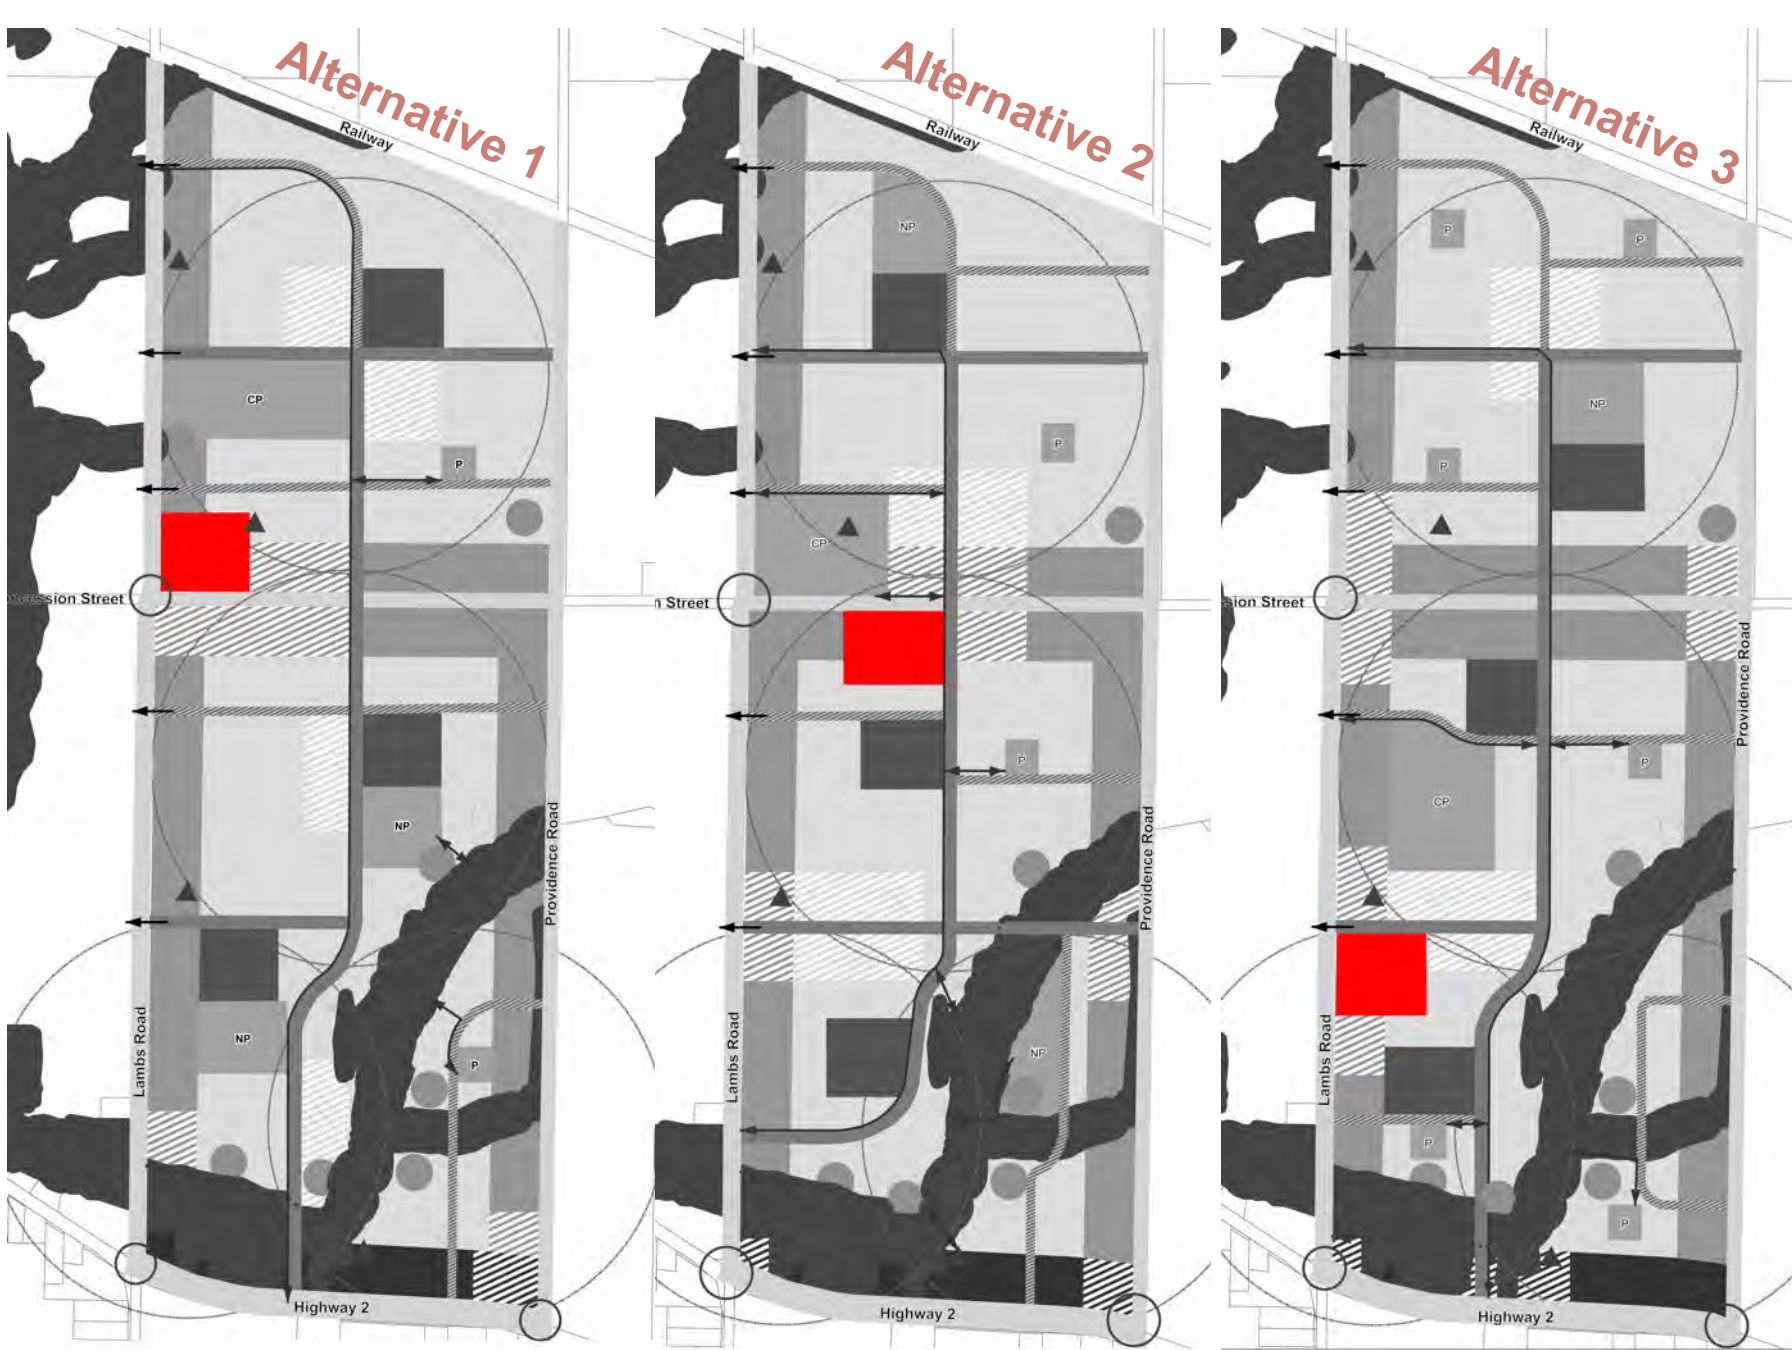 Alternative 1
Railway
CP
P
ncession Street
NP
Providence Road
NP
P
Lambs Road
Highway 2
Alternative 2
Railway
NP
P
CP
n Street
P
Providence Road
NP
Lambs Road
Highway 2
Alternative 3
Railway
P
P
NP
P
ssion Street
Providence Road
P
CP
Lambs Road
P
P
Highway 2